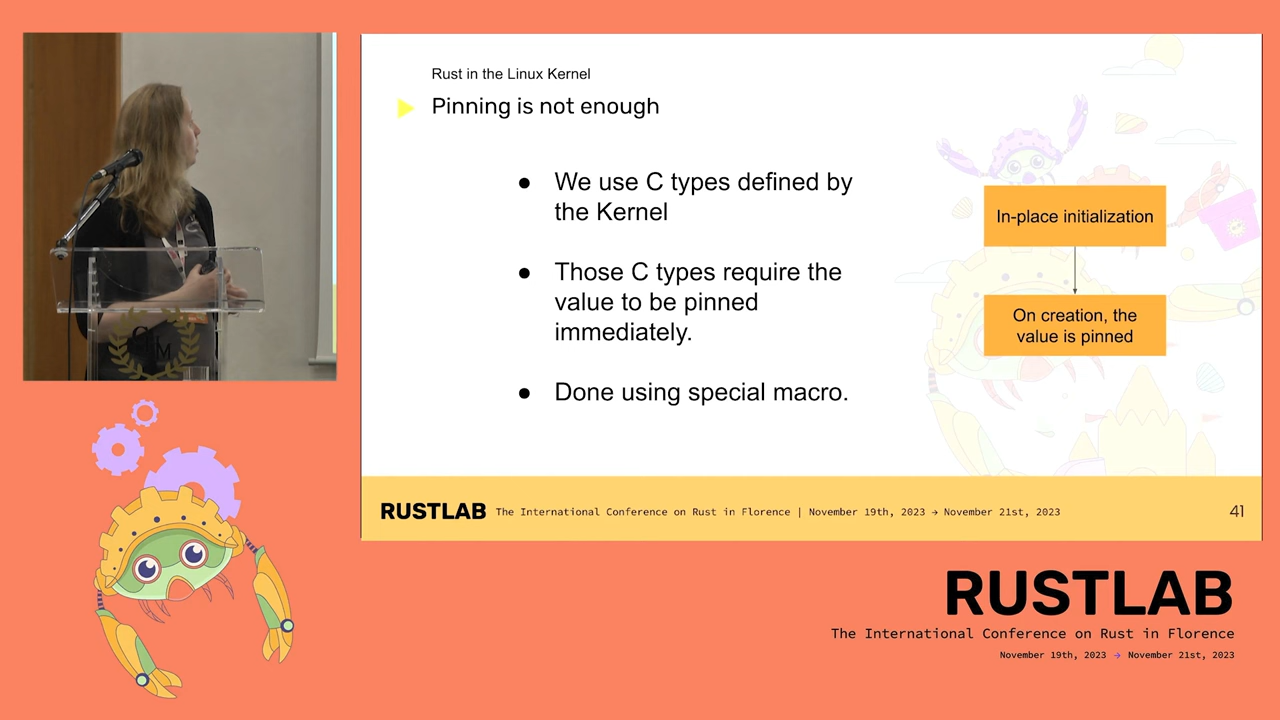 Rust in the Linux Kernel
Pinning is not enough
● We use C types defined by
the Kernel
● Those C types require the
value to be pinned
immediately.
● Done using special macro.
In-place initialization
On creation, the
value is pinned
RUSTLAB The International Conference on Rust in Florence | November 19th, 2023 → November 21st, 2023
41
RUSTLAB
The International Conference on Rust in Florence
November 19th, 2023 → November 21st, 2023